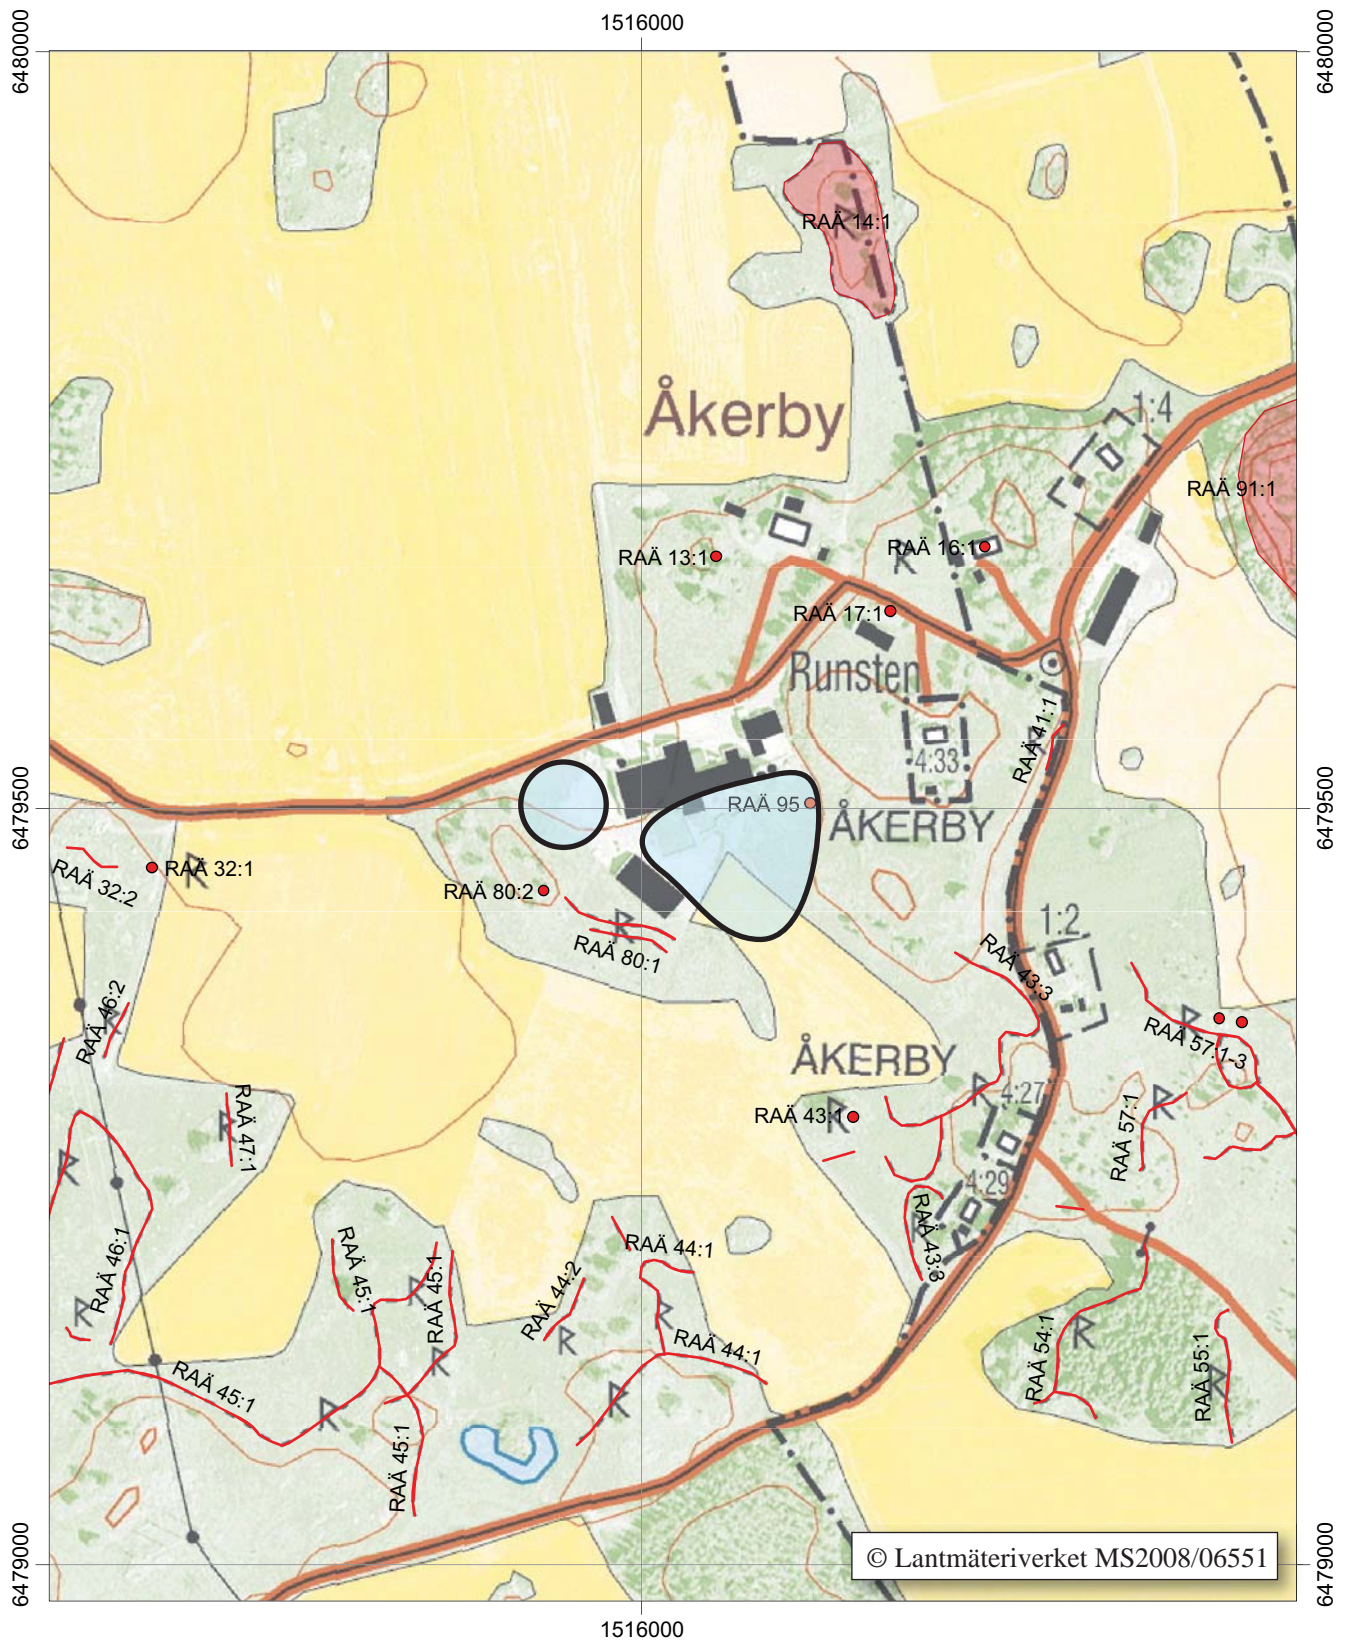 1516000
6480000
6480000
RAÄ 14:1
Åkerby
1:4
RAÄ 91:1
RAÄ 13:1
R
RAÄ 16:1
RAÄ 17:1
Runsten
RAÄ 41:1
4:33
6479500
6479500
RAÄ 95
ÅKERBY
RAÄ 32:2
RAÄ 32:1
R
RAÄ 80:2
R
RAÄ 80:1
1:2
RAÄ 43:3
RAÄ 46:2
R
R
RAÄ 57:1-3
ÅKERBY
R
4:27
RAÄ 43:1
R
RAÄ 47:1
R
RAÄ 57:1
R
R
4:29
R
RAÄ 43:3
RAÄ 46:1
R
RAÄ 45:1
RAÄ 45:1
R
R
RAÄ 44:1
RAÄ 44:2
R
R
RAÄ 44:1
RAÄ 54:1
R
RAÄ 55:1
R
RAÄ 45:1
R
R
RAÄ 45:1
6479000
6479000
© Lantmäteriverket MS2008/06551
1516000